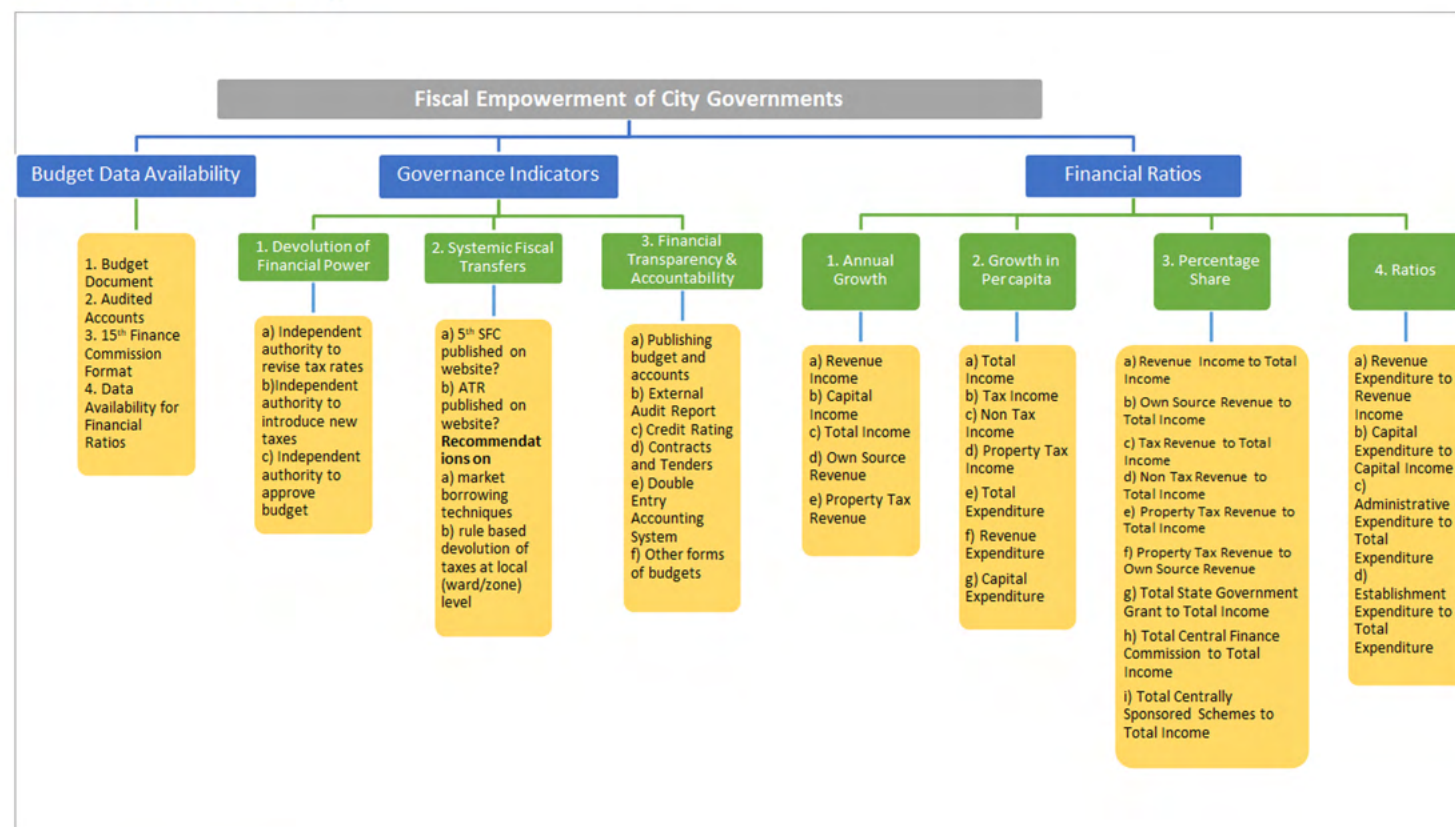 Fiscal Empowerment of City Governments
Budget Data Availability
Governance Indicators
Financial Ratios
1. Budget
Document
2. Audited
Accounts
3. 15th Finance
Commission
Format
4. Data
Availability for
Financial
Ratios
1. Devolution of
Financial Power
a) Independent
authority to
revise tax rates
b)Independent
authority to
introduce new
taxes
c) Independent
authority to
approve
budget
2. Systemic Fiscal
Transfers
a) 5th SFC
published on
website?
b) ATR
published on
website?
Recommendat
ions on
a) market
borrowing
techniques
b) rule based
devolution of
taxes at local
(ward/zone)
level
3. Financial
Transparency &
Accountability
a) Publishing
budget and
accounts
b) External
Audit Report
c) Credit Rating
d) Contracts
and Tenders
e) Double
Entry
Accounting
System
f) Other forms
of budgets
1. Annual
Growth
a) Revenue
Income
b) Capital
Income
c) Total Income
d) Own Source
Revenue
e) Property Tax
Revenue
2. Growth in
Per capita
a) Total
Income
b) Tax Income
c) Non Tax
Income
d) Property Tax
Income
e) Total
Expenditure
f) Revenue
Expenditure
g) Capital
Expenditure
3. Percentage
Share
a) Revenue Income to Total
Income
b) Own Source Revenue to
Total Income
c) Tax Revenue to Total
Income
d) Non Tax Revenue to
Total Income
e) Property Tax Revenue to
Total Income
f) Property Tax Revenue to
Own Source Revenue
g) Total State Government
Grant to Total Income
h) Total Central Finance
Commission to Total
Income
i) Total Centrally
Sponsored Schemes to
Total Income
4. Ratios
a) Revenue
Expenditure to
Revenue
Income
b) Capital
Expenditure to
Capital Income
c)
Administrative
Expenditure to
Total
Expenditure
d)
Establishment
Expenditure to
Total
Expenditure